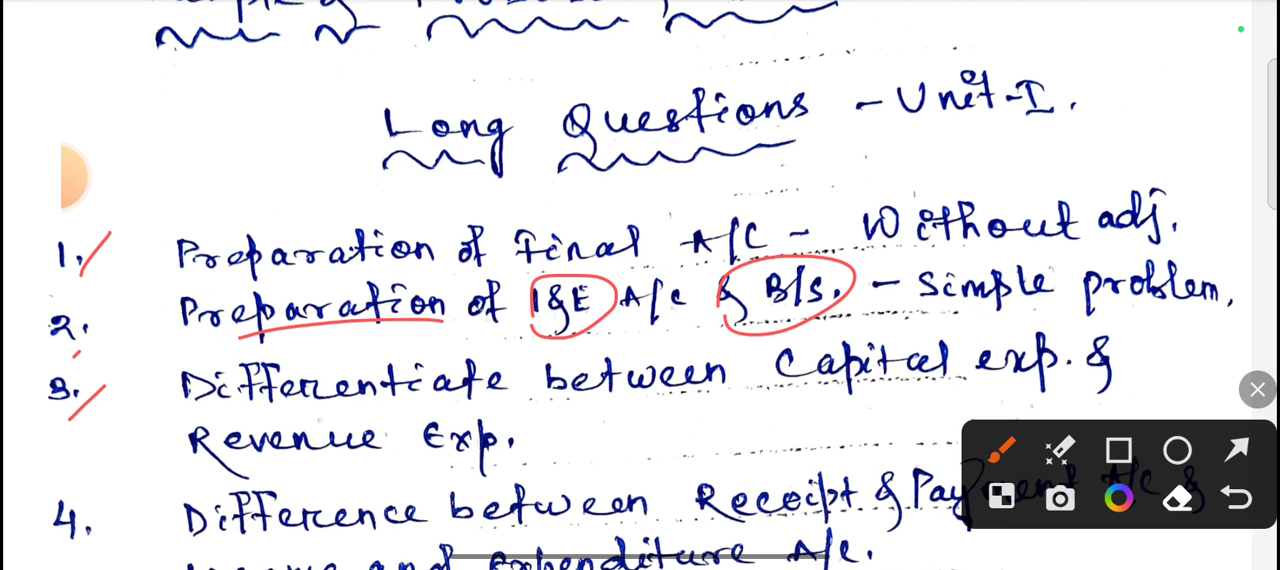 Long Questions - Unit-I.
1. Preparation of Final A/C - Without adj.
2. Preparation of I&E A/c & B/S. - Simple problem.
3. Differentiate between Capital exp. &
Revenue Exp.
4. Difference between Receipt & Payment A/c &
and expenditure A/c.